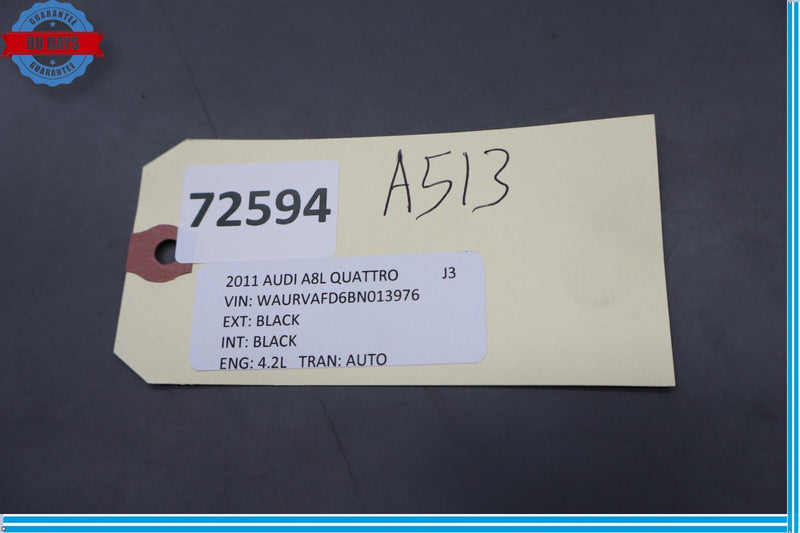 GUARANTEE
90 DAYS
GUARANTEE
72594
A513
2011 AUDI A8L QUATTRO J3
VIN: WAURVAFD6BN013976
EXT: BLACK
INT: BLACK
ENG: 4.2L TRAN: AUTO